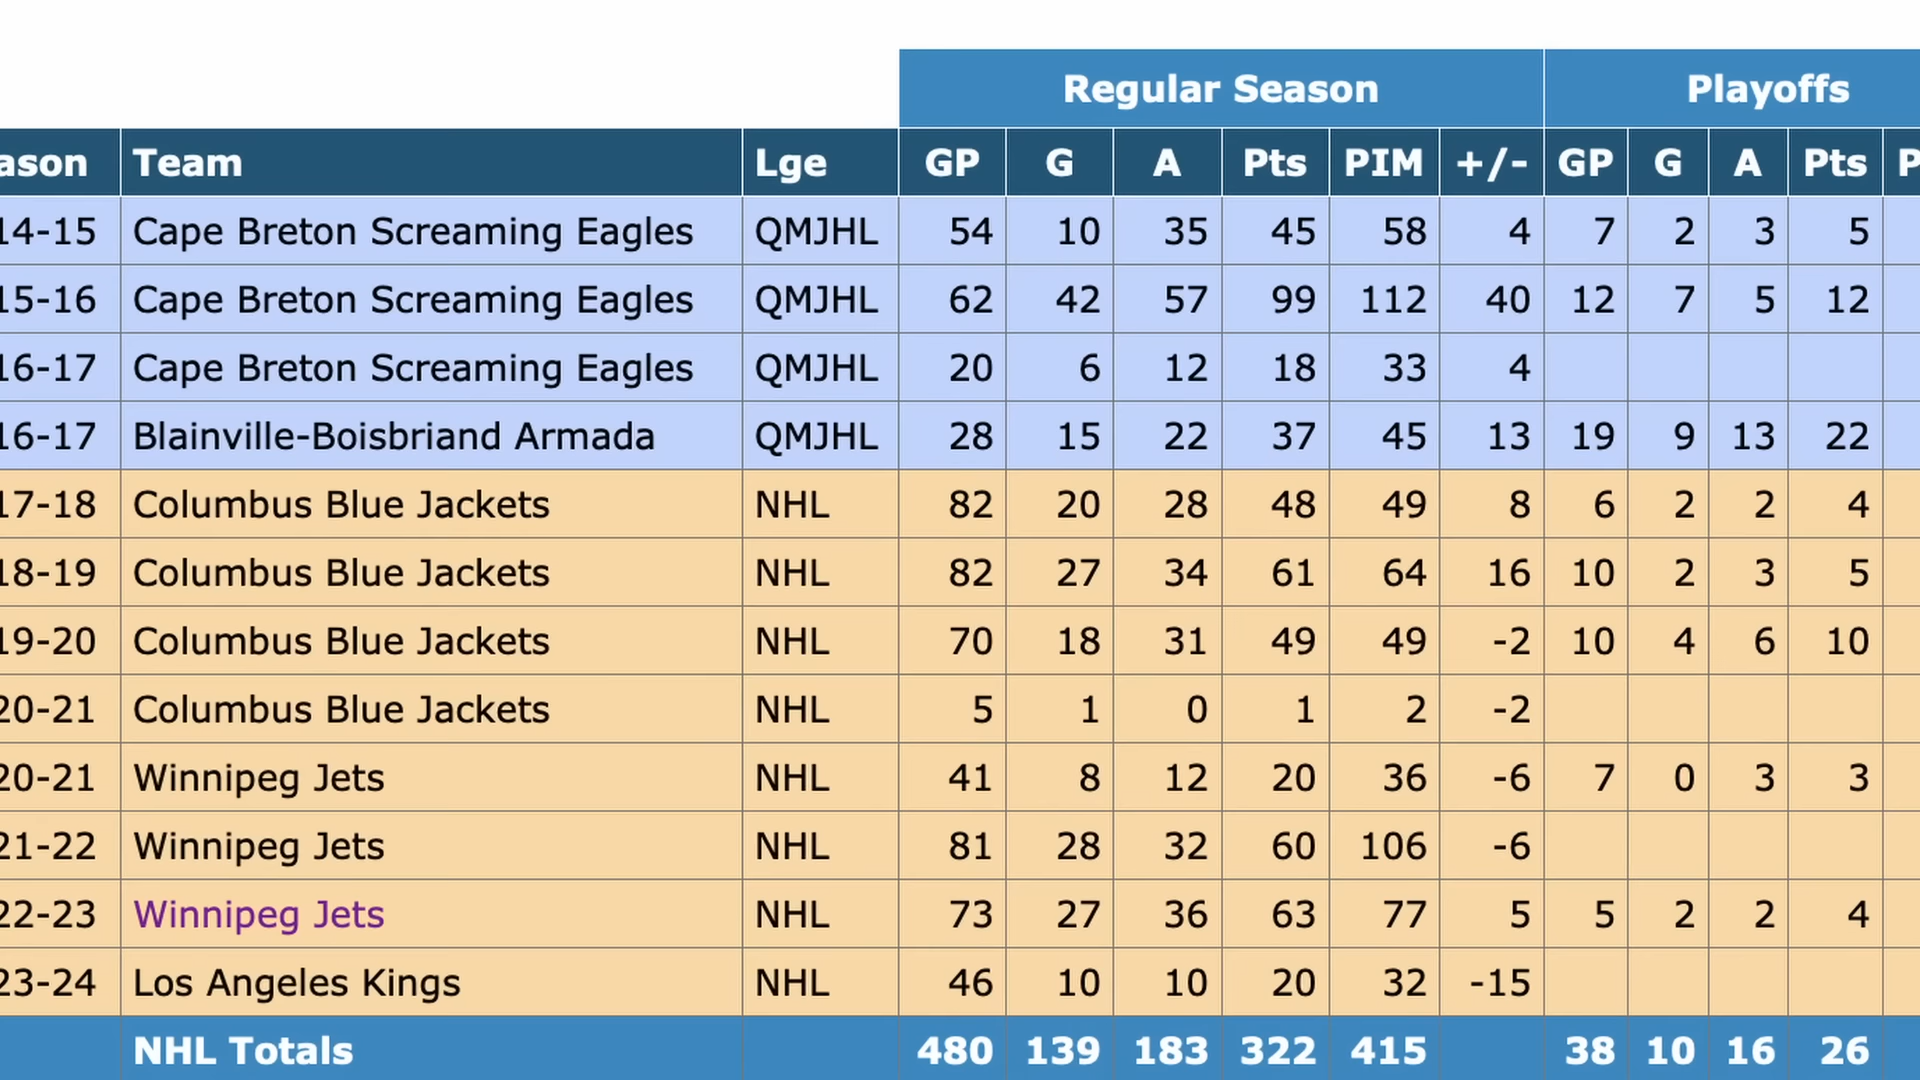 Regular Season Playoffs
ason Team Lge GP G A Pts PIM +/- GP G A Pts P
14-15 Cape Breton Screaming Eagles QMJHL 54 10 35 45 58 4 7 2 3 5
15-16 Cape Breton Screaming Eagles QMJHL 62 42 57 99 112 40 12 7 5 12
16-17 Cape Breton Screaming Eagles QMJHL 20 6 12 18 33 4
16-17 Blainville-Boisbriand Armada QMJHL 28 15 22 37 45 13 19 9 13 22
17-18 Columbus Blue Jackets NHL 82 20 28 48 49 8 6 2 2 4
18-19 Columbus Blue Jackets NHL 82 27 34 61 64 16 10 2 3 5
19-20 Columbus Blue Jackets NHL 70 18 31 49 49 -2 10 4 6 10
20-21 Columbus Blue Jackets NHL 5 1 0 1 2 -2
20-21 Winnipeg Jets NHL 41 8 12 20 36 -6 7 0 3 3
21-22 Winnipeg Jets NHL 81 28 32 60 106 -6
22-23 Winnipeg Jets NHL 73 27 36 63 77 5 5 2 2 4
23-24 Los Angeles Kings NHL 46 10 10 20 32 -15
NHL Totals 480 139 183 322 415 38 10 16 26